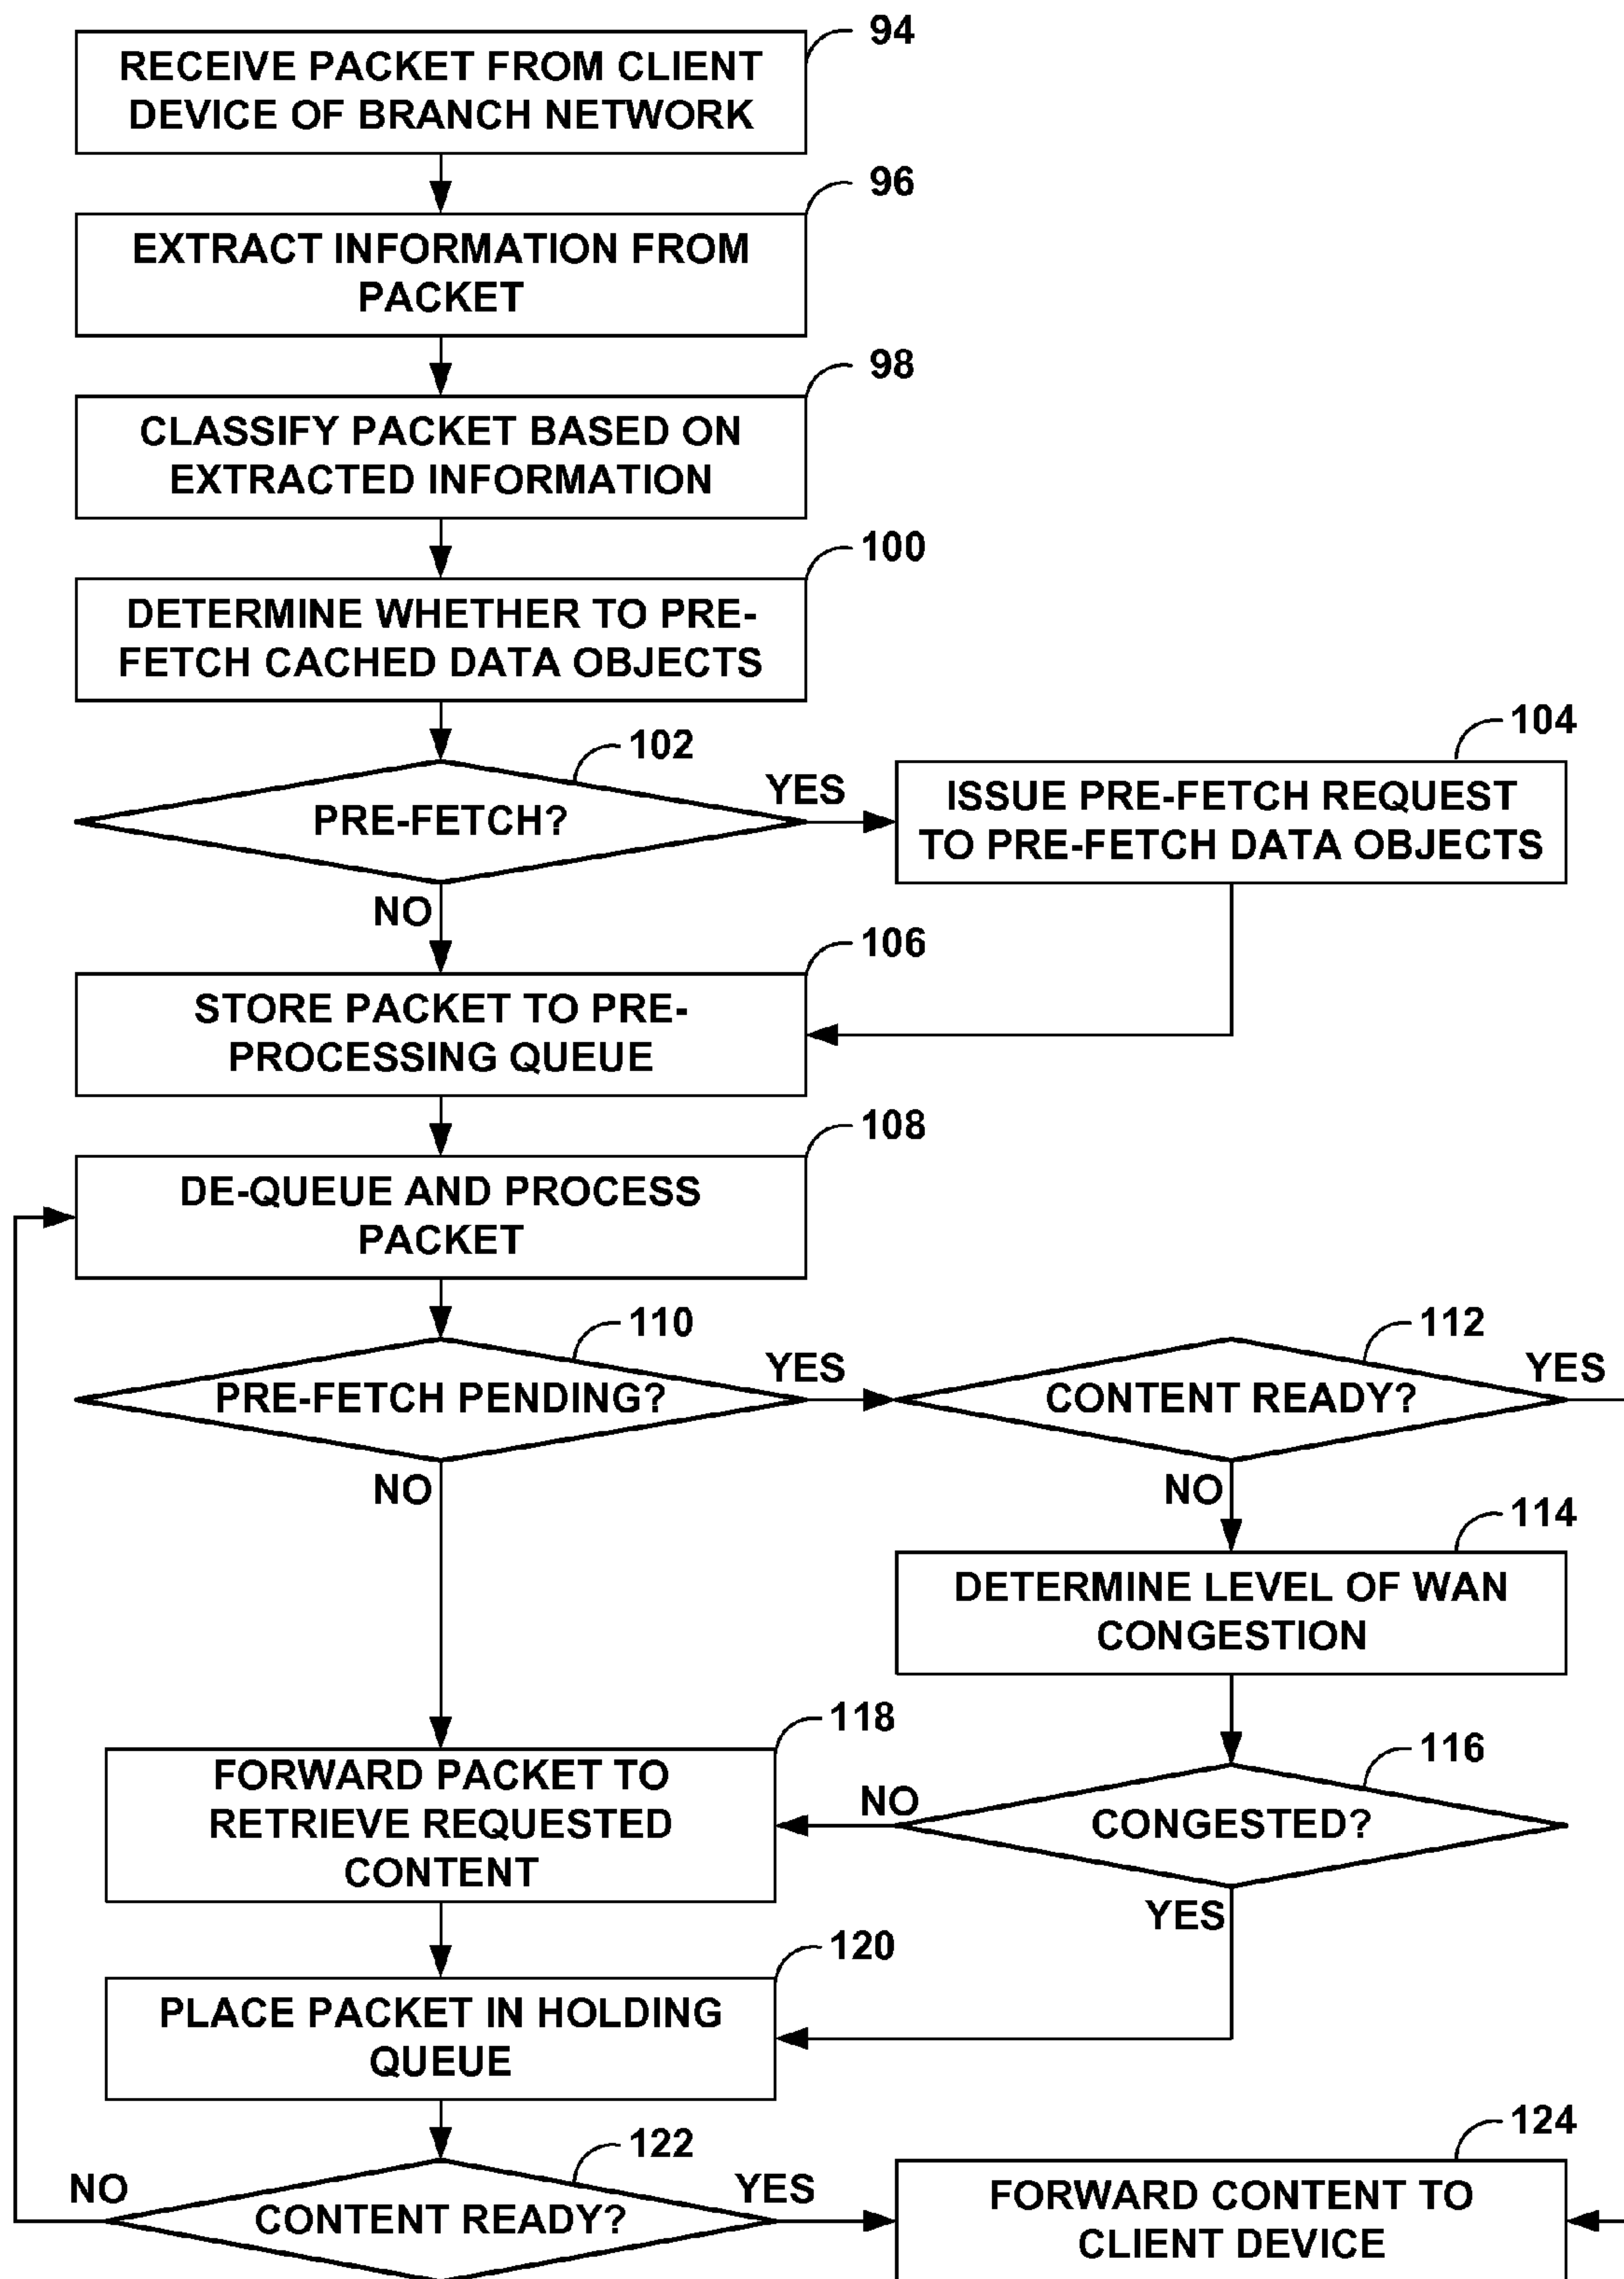 94
RECEIVE PACKET FROM CLIENT
DEVICE OF BRANCH NETWORK
96
EXTRACT INFORMATION FROM
PACKET
98
CLASSIFY PACKET BASED ON
EXTRACTED INFORMATION
100
DETERMINE WHETHER TO PRE-
FETCH CACHED DATA OBJECTS
102
PRE-FETCH?
YES
NO
104
ISSUE PRE-FETCH REQUEST
TO PRE-FETCH DATA OBJECTS
106
STORE PACKET TO PRE-
PROCESSING QUEUE
108
DE-QUEUE AND PROCESS
PACKET
110
PRE-FETCH PENDING?
YES
NO
112
CONTENT READY?
YES
NO
114
DETERMINE LEVEL OF WAN
CONGESTION
116
CONGESTED?
NO
YES
118
FORWARD PACKET TO
RETRIEVE REQUESTED
CONTENT
120
PLACE PACKET IN HOLDING
QUEUE
122
CONTENT READY?
NO
YES
124
FORWARD CONTENT TO
CLIENT DEVICE